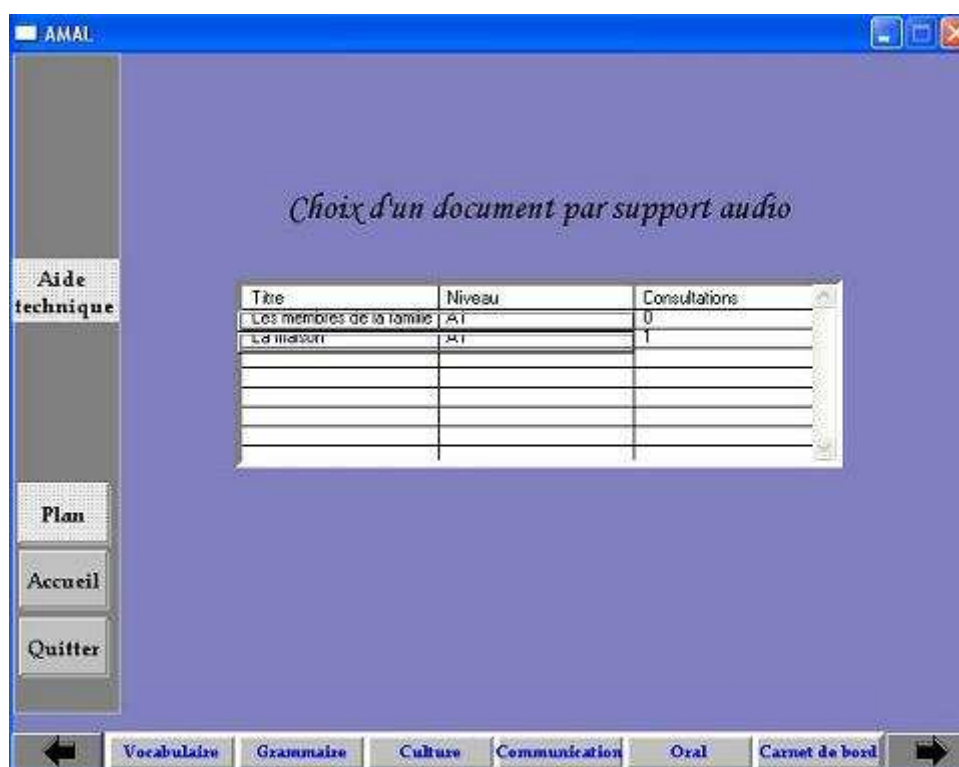 AMAL
Choix d'un document par support audio
Aide
technique
Titre Niveau Consultations
Les membres de la famille A1 0
La maison A1 1
Plan
Accueil
Quitter
Vocabulaire Grammaire Culture Communication Oral Carnet de bord